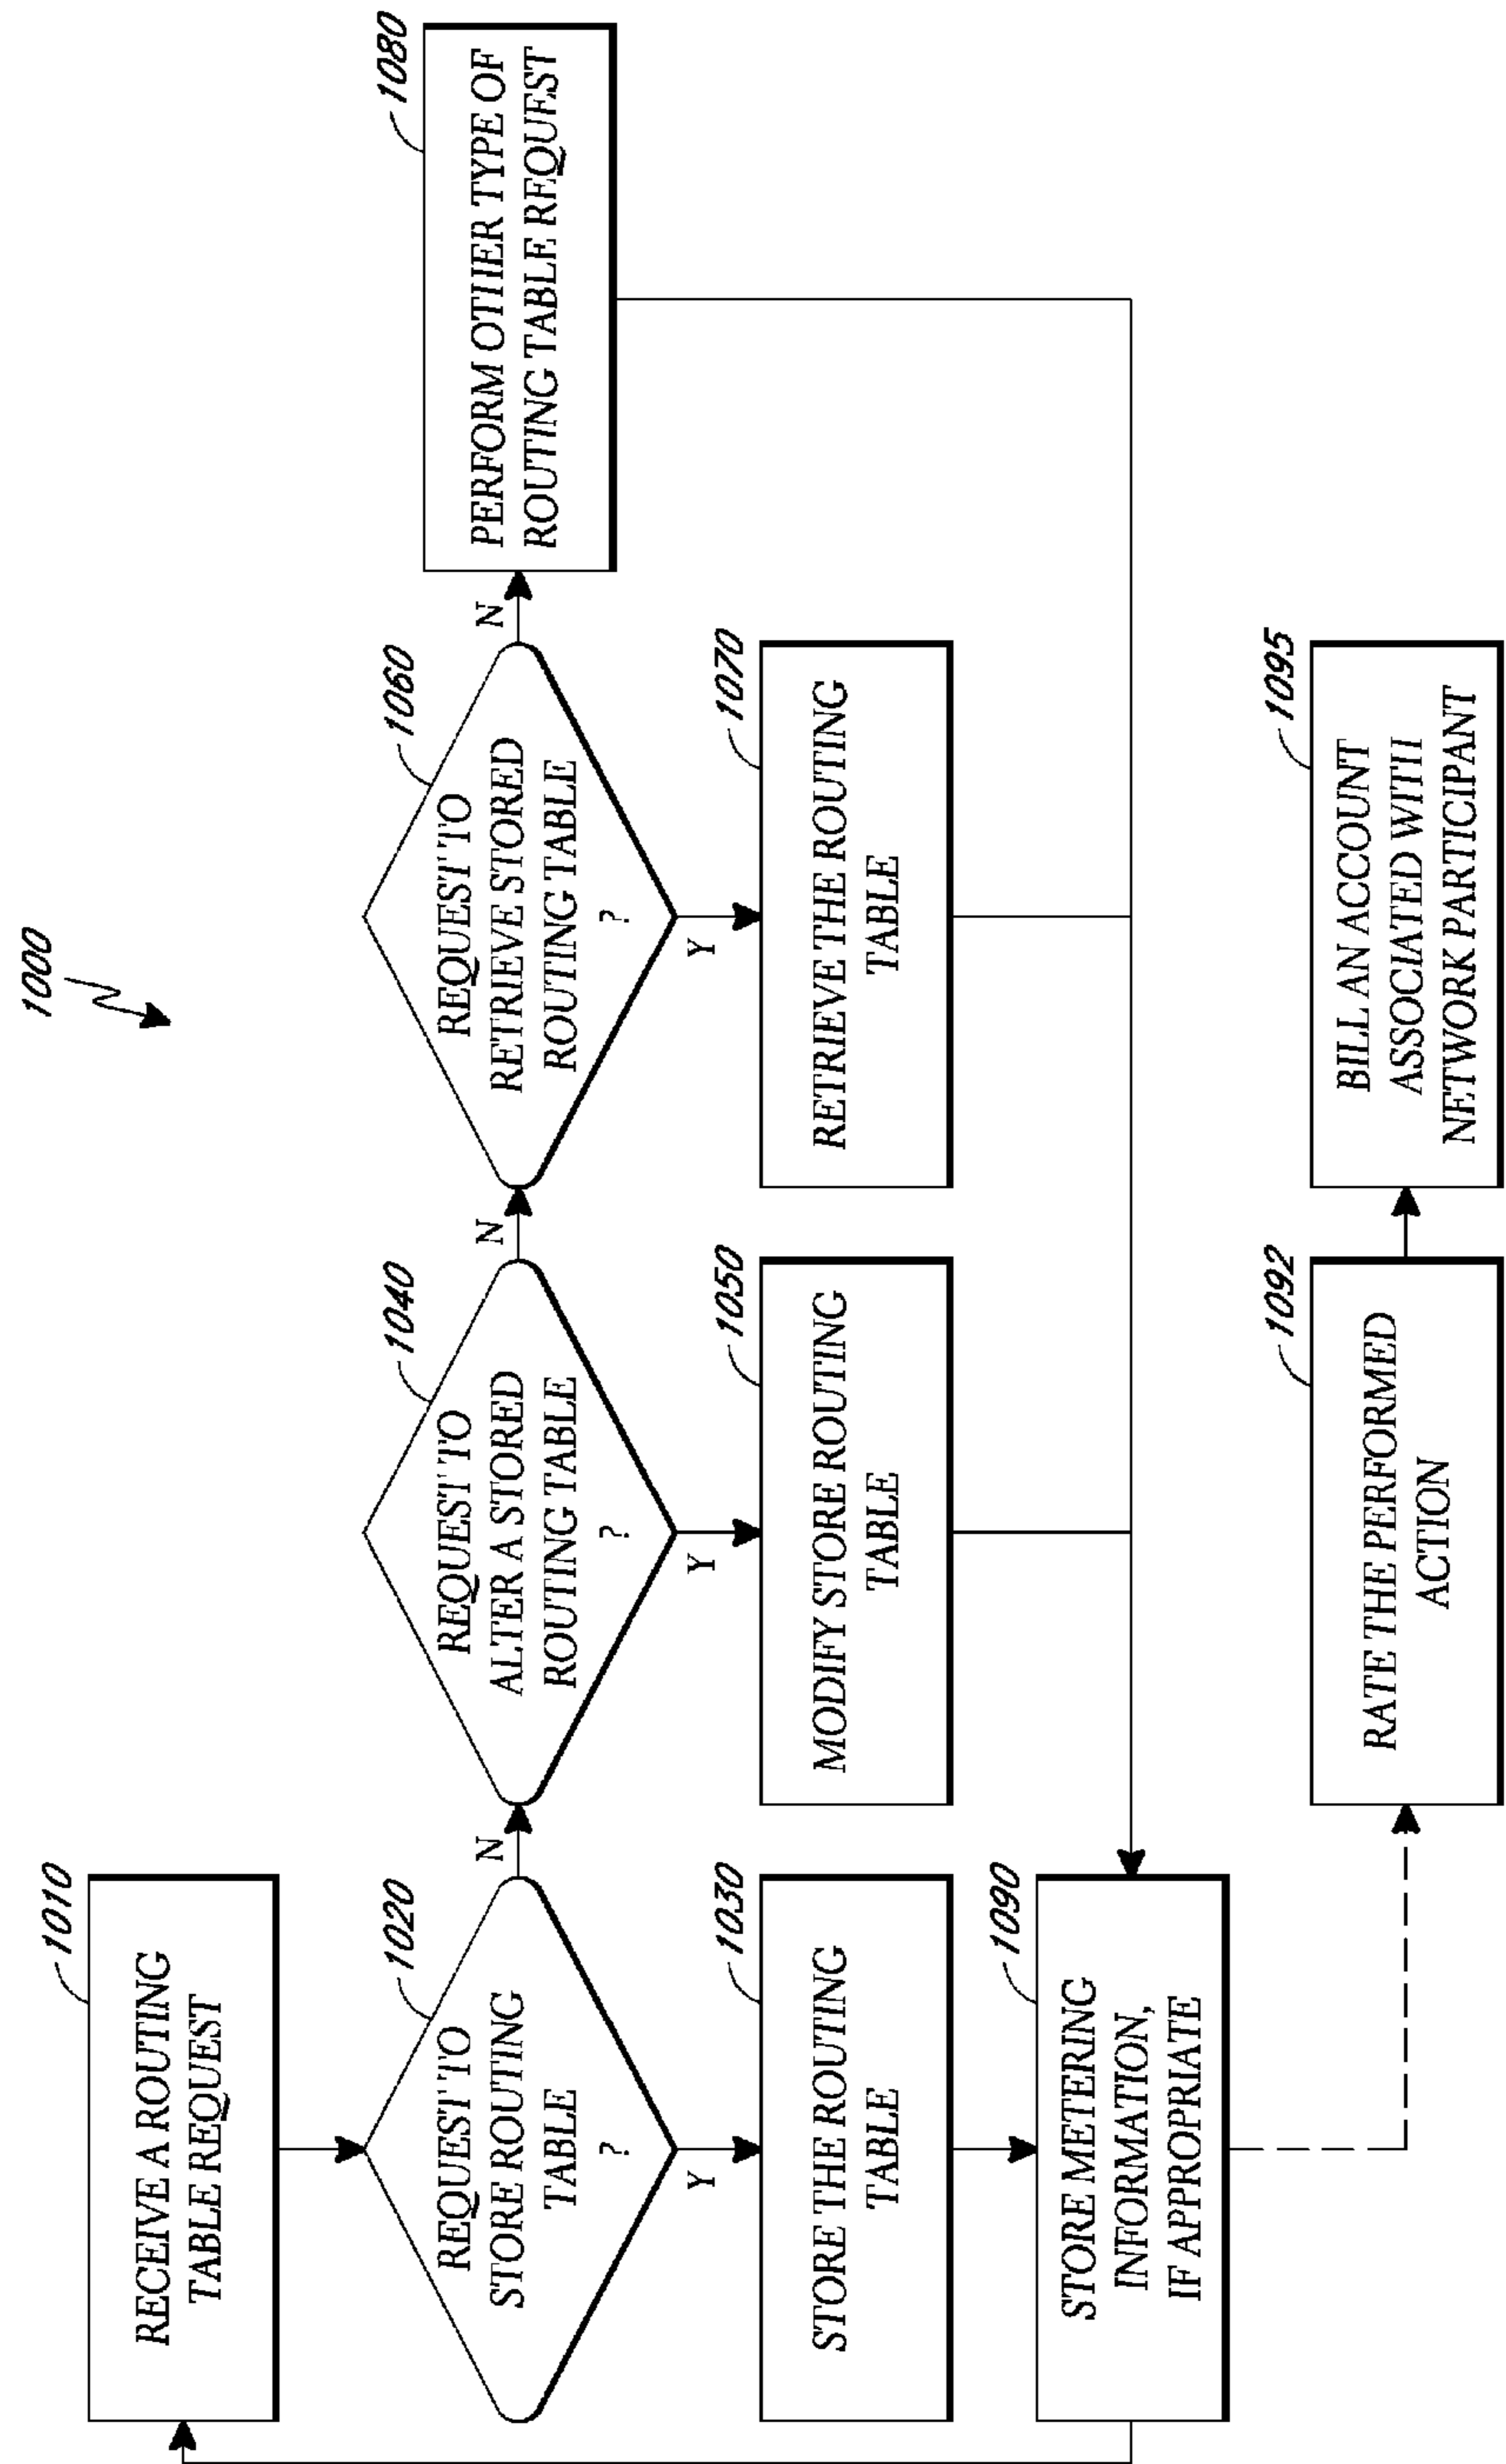 1000
1010
RECEIVE A ROUTING
TABLE REQUEST
1020
REQUEST TO
STORE ROUTING
TABLE
?
N
Y
1040
REQUEST TO
ALTER A STORED
ROUTING TABLE
?
N
Y
1060
REQUEST TO
RETRIEVE STORED
ROUTING TABLE
?
N
Y
1080
PERFORM OTHER TYPE OF
ROUTING TABLE REQUEST
1030
STORE THE ROUTING
TABLE
1050
MODIFY STORE ROUTING
TABLE
1070
RETRIEVE THE ROUTING
TABLE
1090
STORE METERING
INFORMATION,
IF APPROPRIATE
1092
RATE THE PERFORMED
ACTION
1095
BILL AN ACCOUNT
ASSOCIATED WITH
NETWORK PARTICIPANT